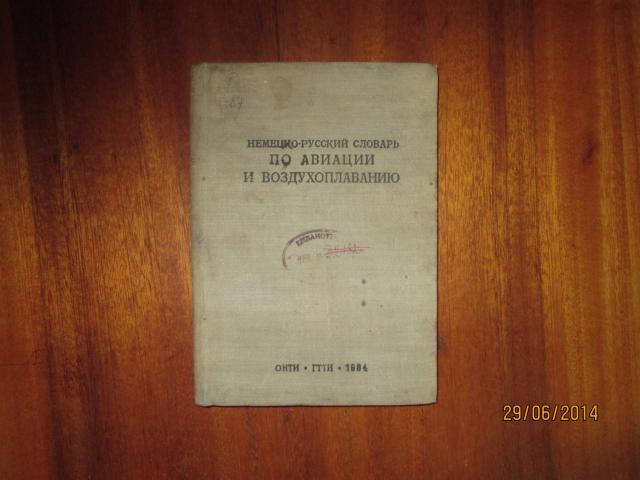 НЕМЕЦКО-РУССКИЙ СЛОВАРЬ
ПО АВИАЦИИ
И ВОЗДУХОПЛАВАНИЮ
ОНТИ • ГТТИ • 1934
29/06/2014